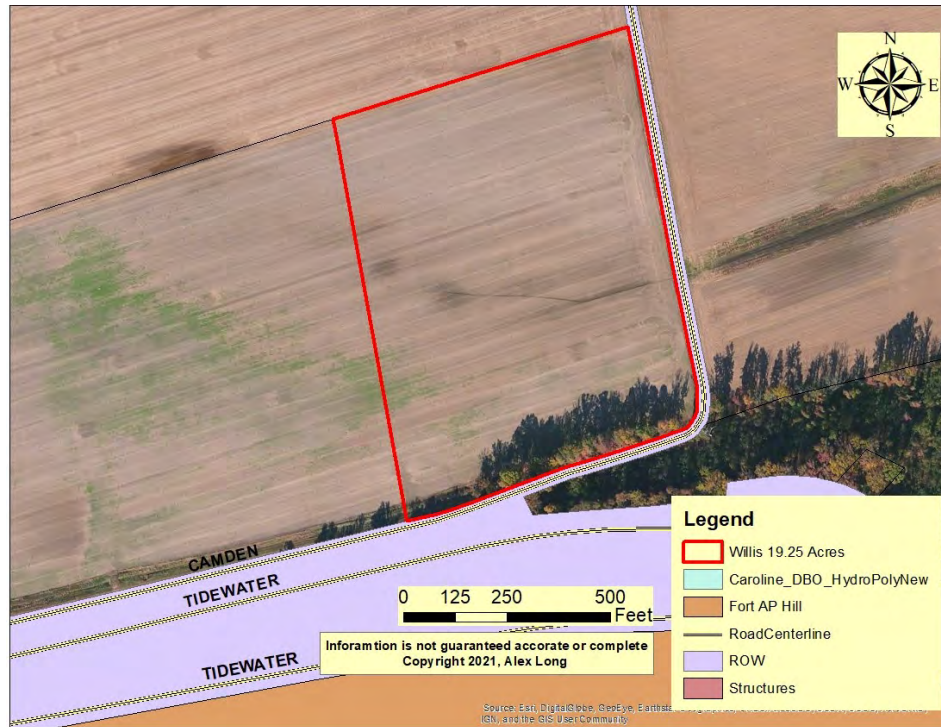 N
W E
S
CAMDEN
TIDEWATER
TIDEWATER
0 125 250 500
Feet
Inforamtion is not guaranteed accorate or complete
Copyright 2021, Alex Long
Legend
Willis 19.25 Acres
Caroline_DBO_HydroPolyNew
Fort AP Hill
RoadCenterline
ROW
Structures
Source: Esri, DigitalGlobe, GeoEye,
IGN, and the GIS User Community